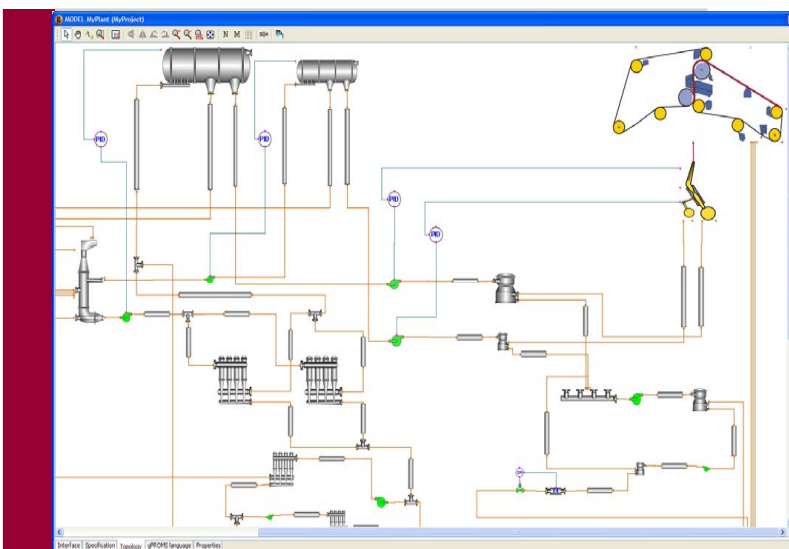 MODEL MyPlant (MyProject)
N M
PID
PID
PID
PID
Interface Specification Topology gPROMS language Properties